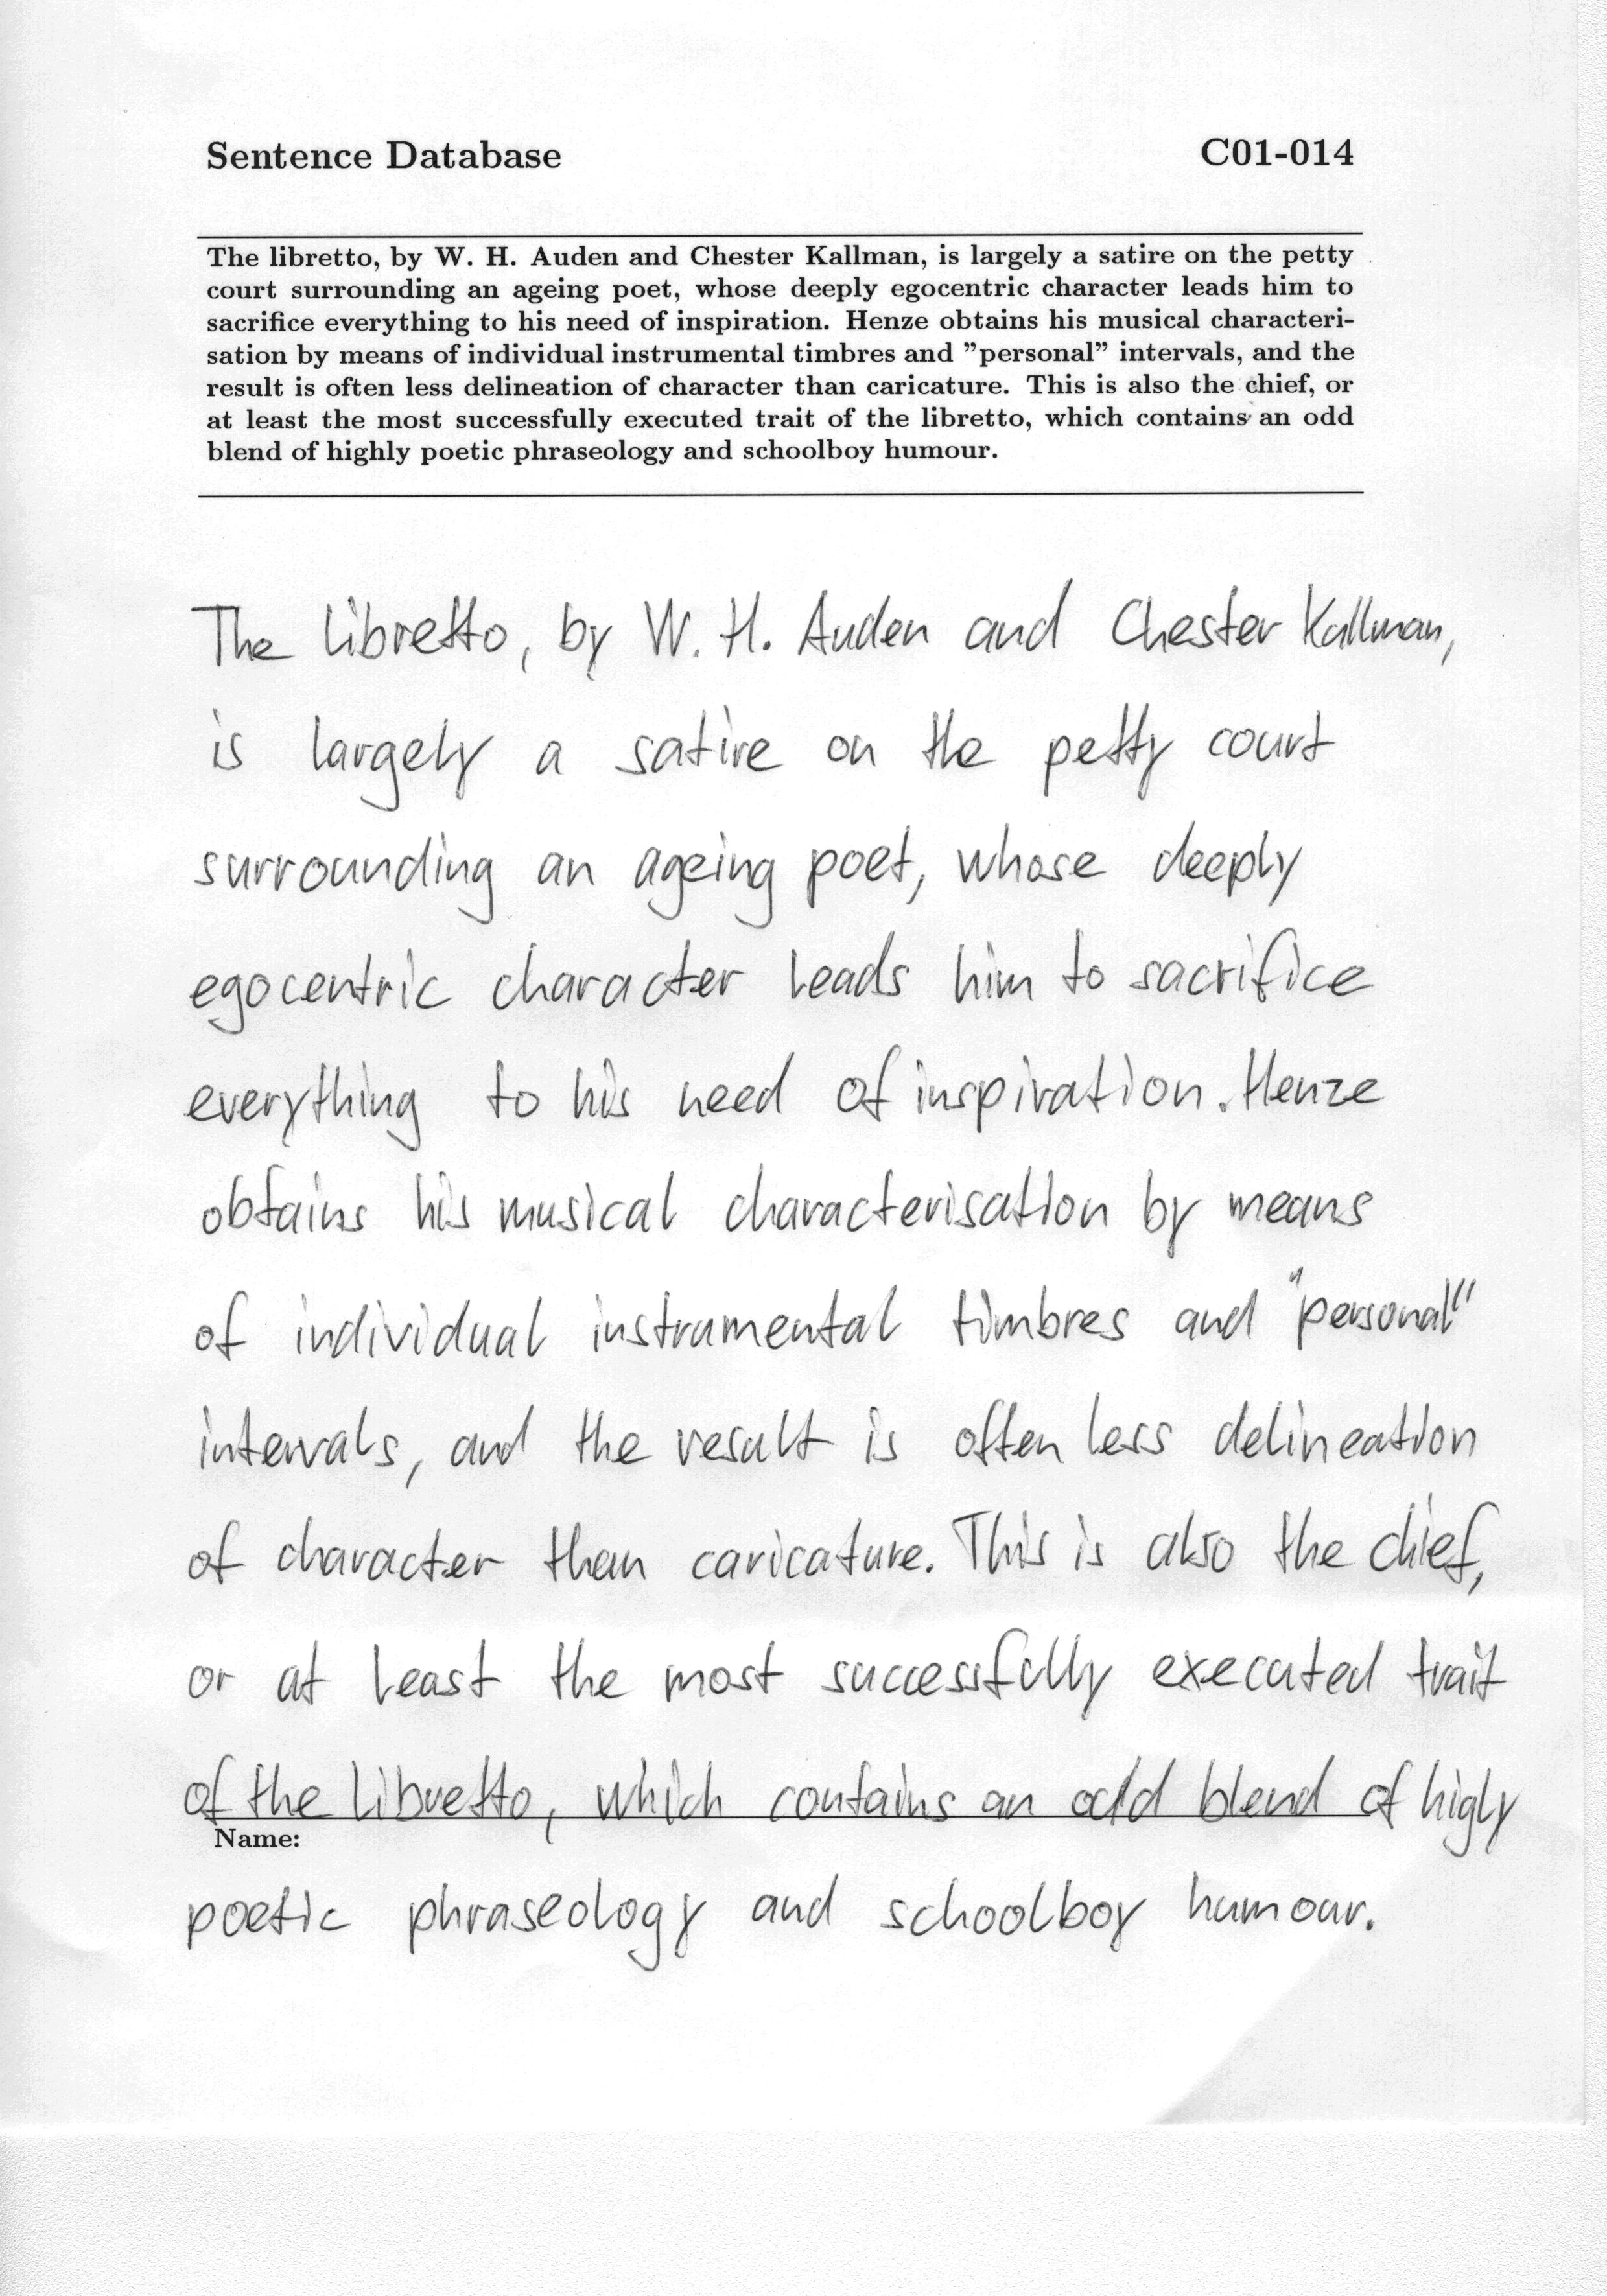 Sentence Database C01-014
The libretto, by W. H. Auden and Chester Kallman, is largely a satire on the petty
court surrounding an ageing poet, whose deeply egocentric character leads him to
sacrifice everything to his need of inspiration. Henze obtains his musical characteri-
sation by means of individual instrumental timbres and ”personal” intervals, and the
result is often less delineation of character than caricature. This is also the chief, or
at least the most successfully executed trait of the libretto, which contains an odd
blend of highly poetic phraseology and schoolboy humour.
The libretto, by W. H. Auden and Chester Kallman,
is largely a satire on the petty court
surrounding an ageing poet, whose deeply
egocentric character leads him to sacrifice
everything to his need of inspiration. Henze
obtains his musical characterisation by means
of individual instrumental timbres and "personal"
intervals, and the result is often less delineation
of character than caricature. This is also the chief,
or at least the most successfully executed trait
of the libretto, which contains an odd blend of higly
Name:
poetic phraseology and schoolboy humour.